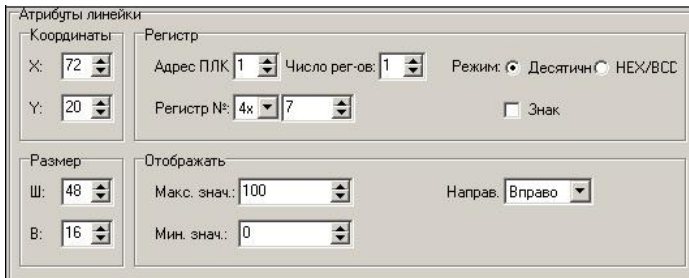 Атрибуты линейки
Координаты
X: 72
Y: 20
Регистр
Адрес ПЛК 1 Число рег-ов: 1 Режим: Десятичн HEX/BCD
Регистр №: 4x 7 Знак
Размер
Ш: 48
В: 16
Отображать
Макс. знач.: 100 Направ. Вправо
Мин. знач.: 0